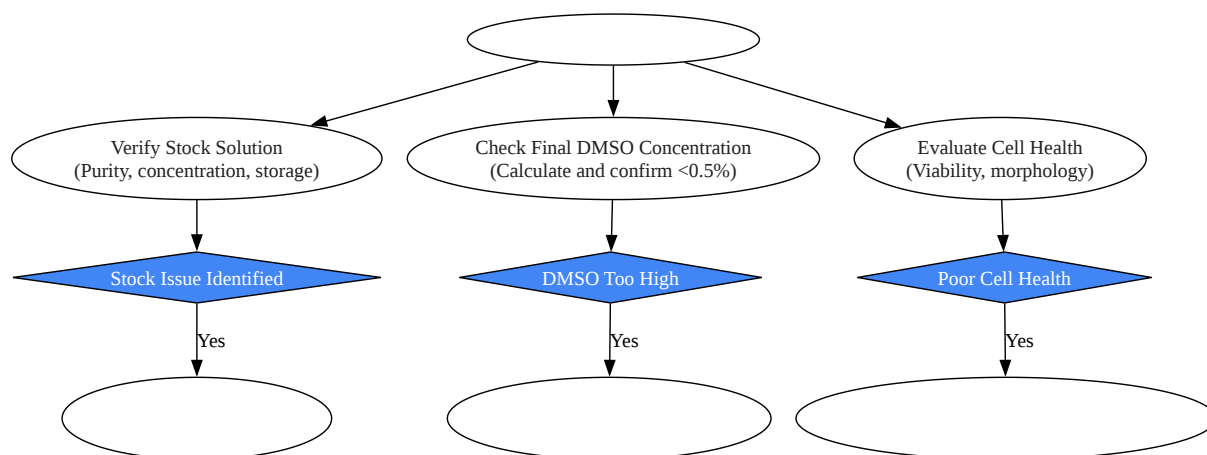 Verify Stock Solution
(Purity, concentration, storage)
Check Final DMSO Concentration
(Calculate and confirm <0.5%)
Evaluate Cell Health
(Viability, morphology)
Stock Issue Identified
DMSO Too High
Poor Cell Health
Yes
Yes
Yes